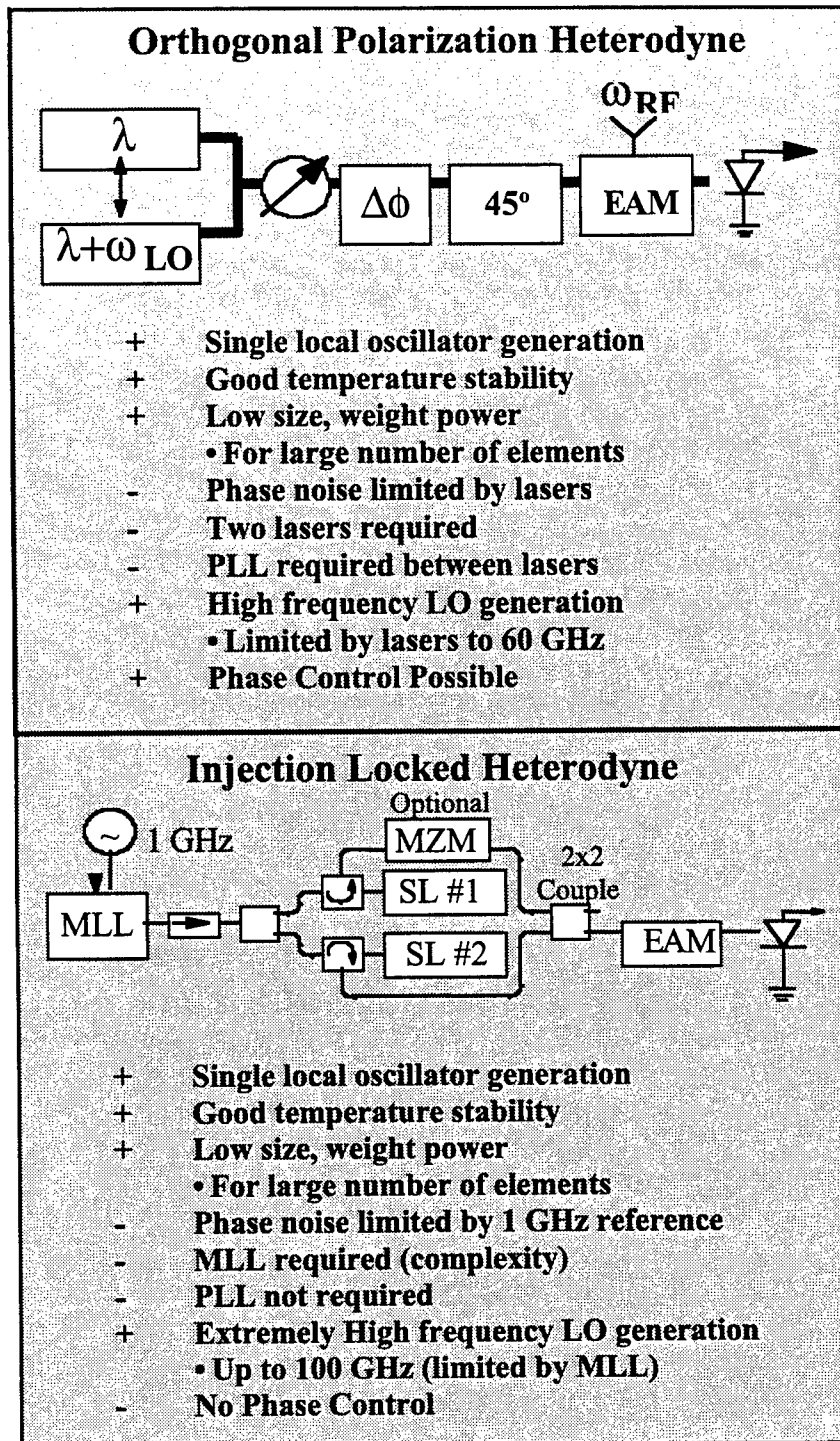 Orthogonal Polarization Heterodyne
λ
λ+ω LO
Δϕ
45º
ωRF
EAM
+ Single local oscillator generation
+ Good temperature stability
+ Low size, weight power
• For large number of elements
- Phase noise limited by lasers
- Two lasers required
- PLL required between lasers
+ High frequency LO generation
• Limited by lasers to 60 GHz
+ Phase Control Possible
Injection Locked Heterodyne
~ 1 GHz
Optional
MZM
2x2
Couple
MLL
SL #1
SL #2
EAM
+ Single local oscillator generation
+ Good temperature stability
+ Low size, weight power
• For large number of elements
- Phase noise limited by 1 GHz reference
- MLL required (complexity)
- PLL not required
+ Extremely High frequency LO generation
• Up to 100 GHz (limited by MLL)
- No Phase Control